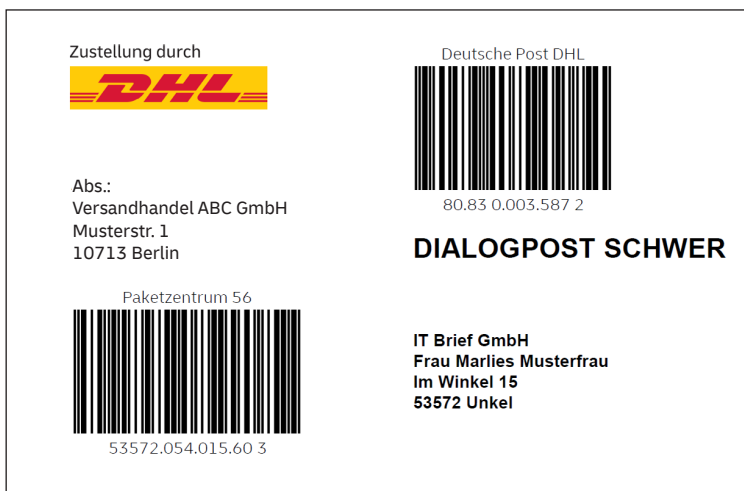 Zustellung durch
DHL
Abs.:
Versandhandel ABC GmbH
Musterstr. 1
10713 Berlin
Paketzentrum 56
53572.054.015.60 3
Deutsche Post DHL
80.83 0.003.587 2
DIALOGPOST SCHWER
IT Brief GmbH
Frau Marlies Musterfrau
Im Winkel 15
53572 Unkel